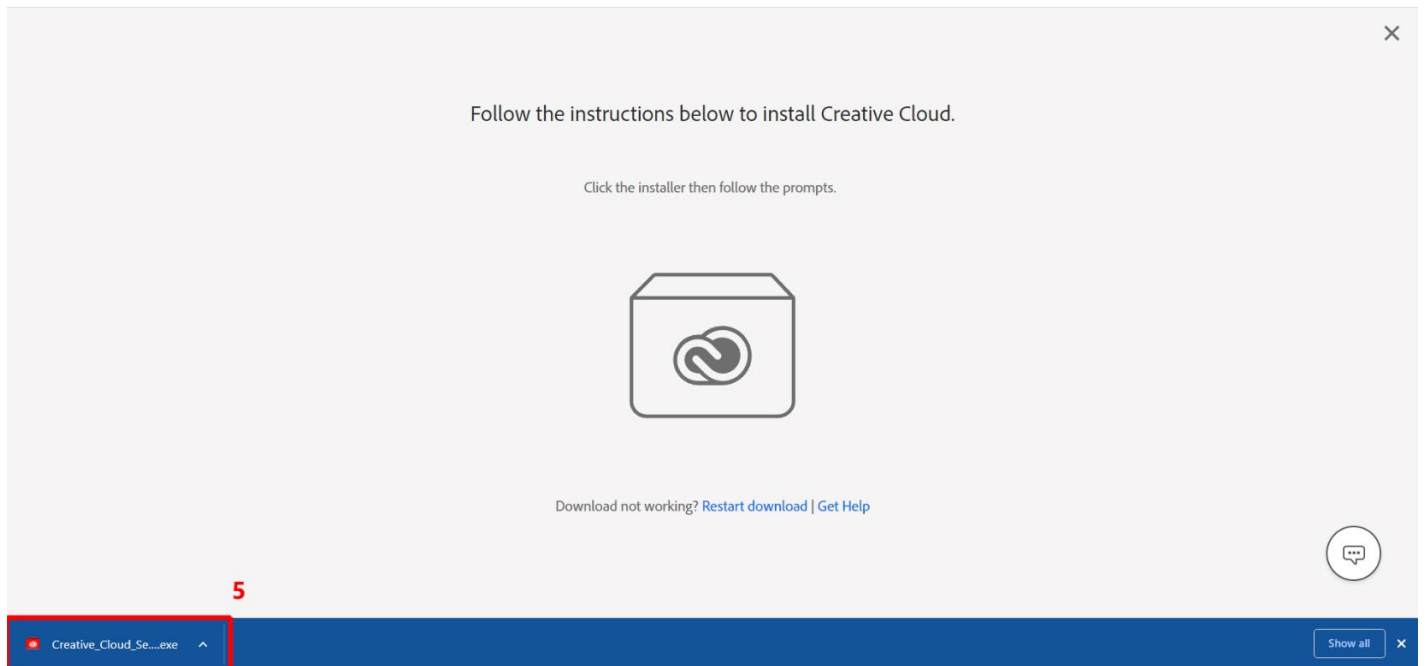 Follow the instructions below to install Creative Cloud.
Click the installer then follow the prompts.
Download not working? Restart download | Get Help
5
Creative_Cloud_Se....exe
Show all